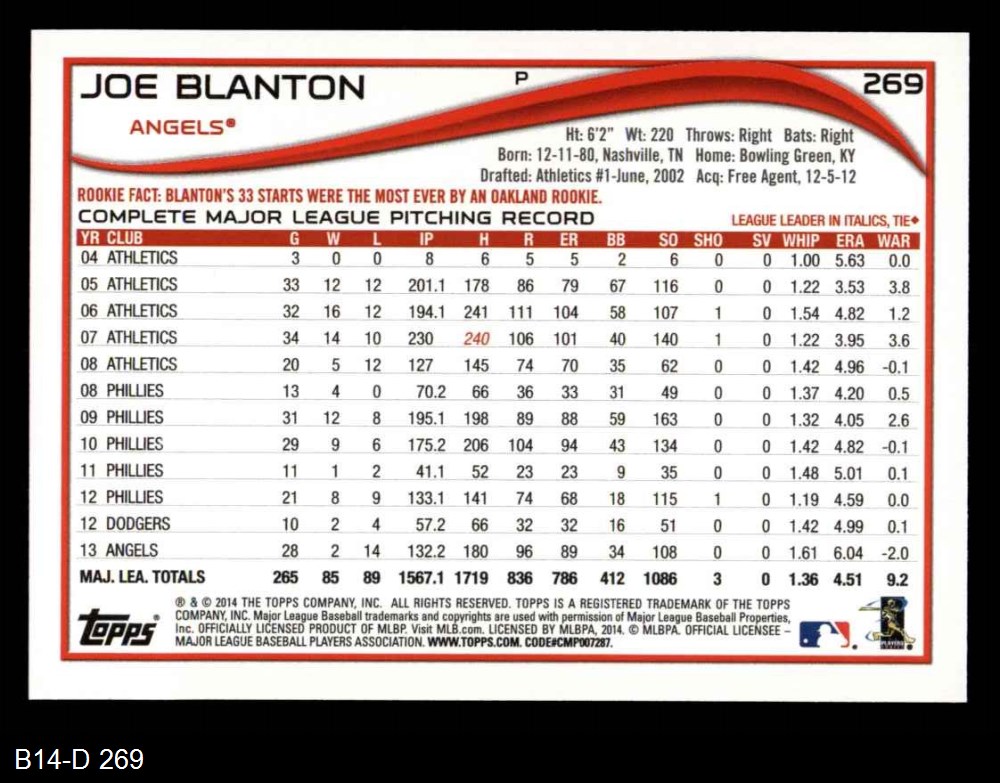 JOE BLANTON P 269
ANGELS®
Ht: 6'2" Wt: 220 Throws: Right Bats: Right
Born: 12-11-80, Nashville, TN Home: Bowling Green, KY
Drafted: Athletics #1-June, 2002 Acq: Free Agent, 12-5-12
ROOKIE FACT: BLANTON'S 33 STARTS WERE THE MOST EVER BY AN OAKLAND ROOKIE.
COMPLETE MAJOR LEAGUE PITCHING RECORD LEAGUE LEADER IN ITALICS, TIE♦
YR CLUB G W L IP H R ER BB SO SHO SV WHIP ERA WAR
04 ATHLETICS 3 0 0 8 6 5 5 2 6 0 0 1.00 5.63 0.0
05 ATHLETICS 33 12 12 201.1 178 86 79 67 116 0 0 1.22 3.53 3.8
06 ATHLETICS 32 16 12 194.1 241 111 104 58 107 1 0 1.54 4.82 1.2
07 ATHLETICS 34 14 10 230 240 106 101 40 140 1 0 1.22 3.95 3.6
08 ATHLETICS 20 5 12 127 145 74 70 35 62 0 0 1.42 4.96 -0.1
08 PHILLIES 13 4 0 70.2 66 36 33 31 49 0 0 1.37 4.20 0.5
09 PHILLIES 31 12 8 195.1 198 89 88 59 163 0 0 1.32 4.05 2.6
10 PHILLIES 29 9 6 175.2 206 104 94 43 134 0 0 1.42 4.82 -0.1
11 PHILLIES 11 1 2 41.1 52 23 23 9 35 0 0 1.48 5.01 0.1
12 PHILLIES 21 8 9 133.1 141 74 68 18 115 1 0 1.19 4.59 0.0
12 DODGERS 10 2 4 57.2 66 32 32 16 51 0 0 1.42 4.99 0.1
13 ANGELS 28 2 14 132.2 180 96 89 34 108 0 0 1.61 6.04 -2.0
MAJ. LEA. TOTALS 265 85 89 1567.1 1719 836 786 412 1086 3 0 1.36 4.51 9.2
® & © 2014 THE TOPPS COMPANY, INC. ALL RIGHTS RESERVED. TOPPS IS A REGISTERED TRADEMARK OF THE TOPPS
COMPANY, INC. Major League Baseball trademarks and copyrights are used with permission of Major League Baseball Properties,
Inc. OFFICIALLY LICENSED PRODUCT OF MLBP. Visit MLB.com. LICENSED BY MLBPA, 2014. © MLBPA. OFFICIAL LICENSEE –
MAJOR LEAGUE BASEBALL PLAYERS ASSOCIATION. WWW.TOPPS.COM. CODE#CMP007287.
Topps®
PLAYERS
B14-D 269